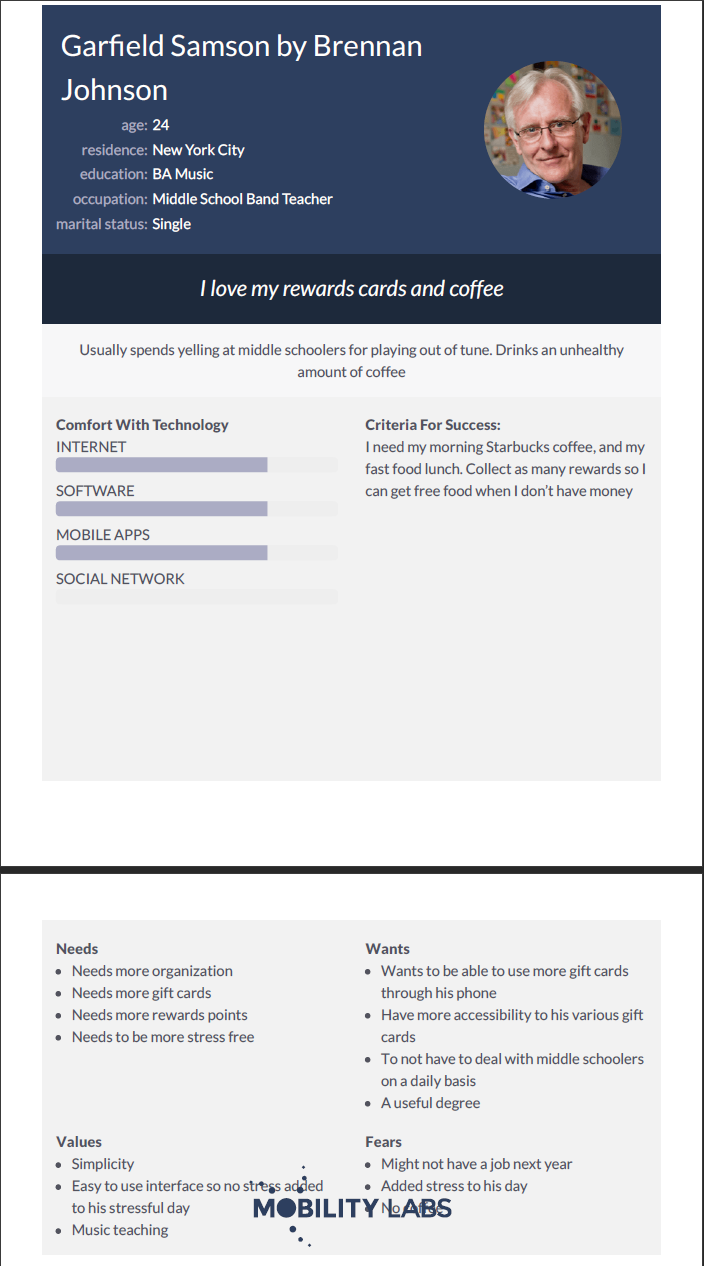 Garfield Samson by Brennan
Johnson
age: 24
residence: New York City
education: BA Music
occupation: Middle School Band Teacher
marital status: Single
I love my rewards cards and coffee
Usually spends yelling at middle schoolers for playing out of tune. Drinks an unhealthy
amount of coffee
Comfort With Technology
INTERNET
SOFTWARE
MOBILE APPS
SOCIAL NETWORK
Criteria For Success:
I need my morning Starbucks coffee, and my
fast food lunch. Collect as many rewards so I
can get free food when I don't have money
Needs
• Needs more organization
• Needs more gift cards
• Needs more rewards points
• Needs to be more stress free
Wants
• Wants to be able to use more gift cards
through his phone
• Have more accessibility to his various gift
cards
• To not have to deal with middle schoolers
on a daily basis
• A useful degree
Values
• Simplicity
• Easy to use interface so no stress added
to his stressful day
• Music teaching
Fears
• Might not have a job next year
• Added stress to his day
• No coffee
MOBILITY LABS